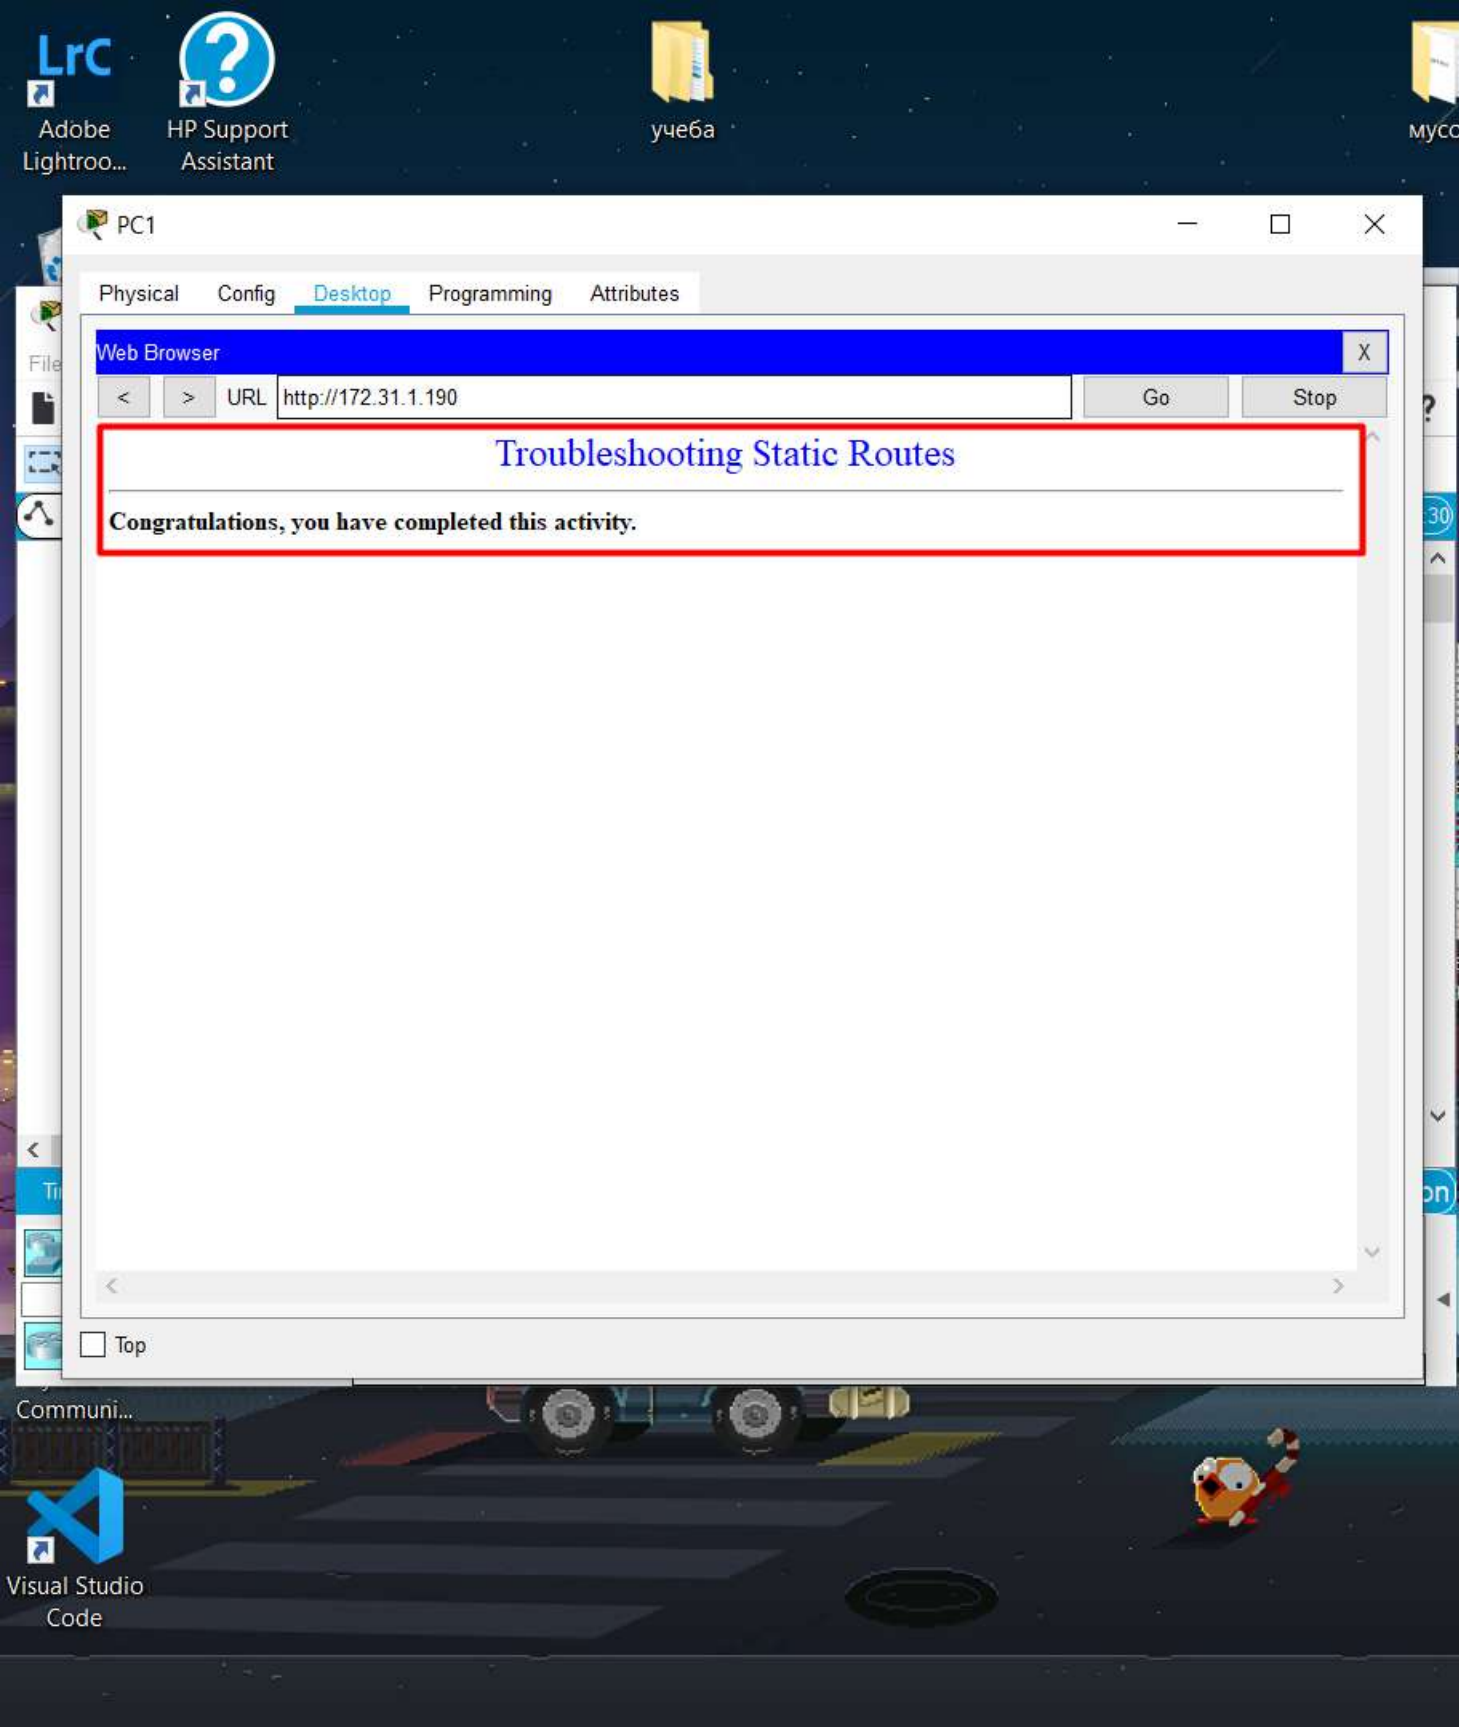 LrC
Adobe
Lightroo...
HP Support
Assistant
учеба
PC1
Physical Config Desktop Programming Attributes
File
Web Browser X
< > URL http://172.31.1.190 Go Stop
?
Troubleshooting Static Routes
Congratulations, you have completed this activity.
:30
Top
Communi...
Visual Studio
Code